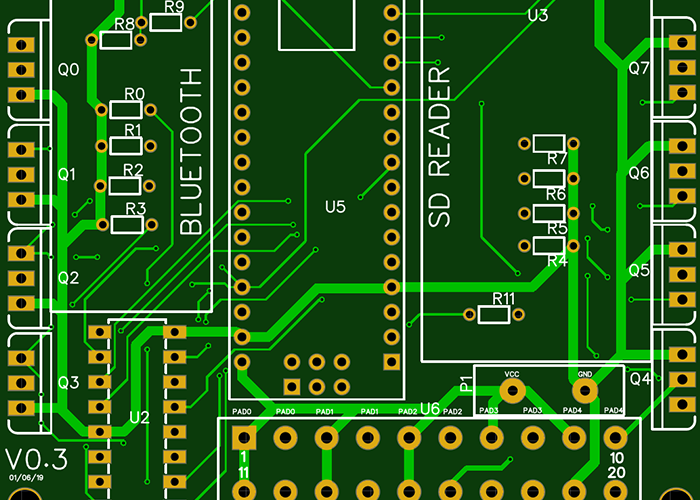 R9
R8
U3
Q0
Q7
R0
BLUETOOTH
SD READER
R1
R7
Q1
Q6
R2
R6
R3
U5
R5
R4
Q2
Q5
R11
Q3
P1
VCC
GND
Q4
U2
U6
PAD0 PAD0 PAD1 PAD1 PAD2 PAD2 PAD3 PAD3 PAD4 PAD4
V0.3
01/06/19
1 10
11 20